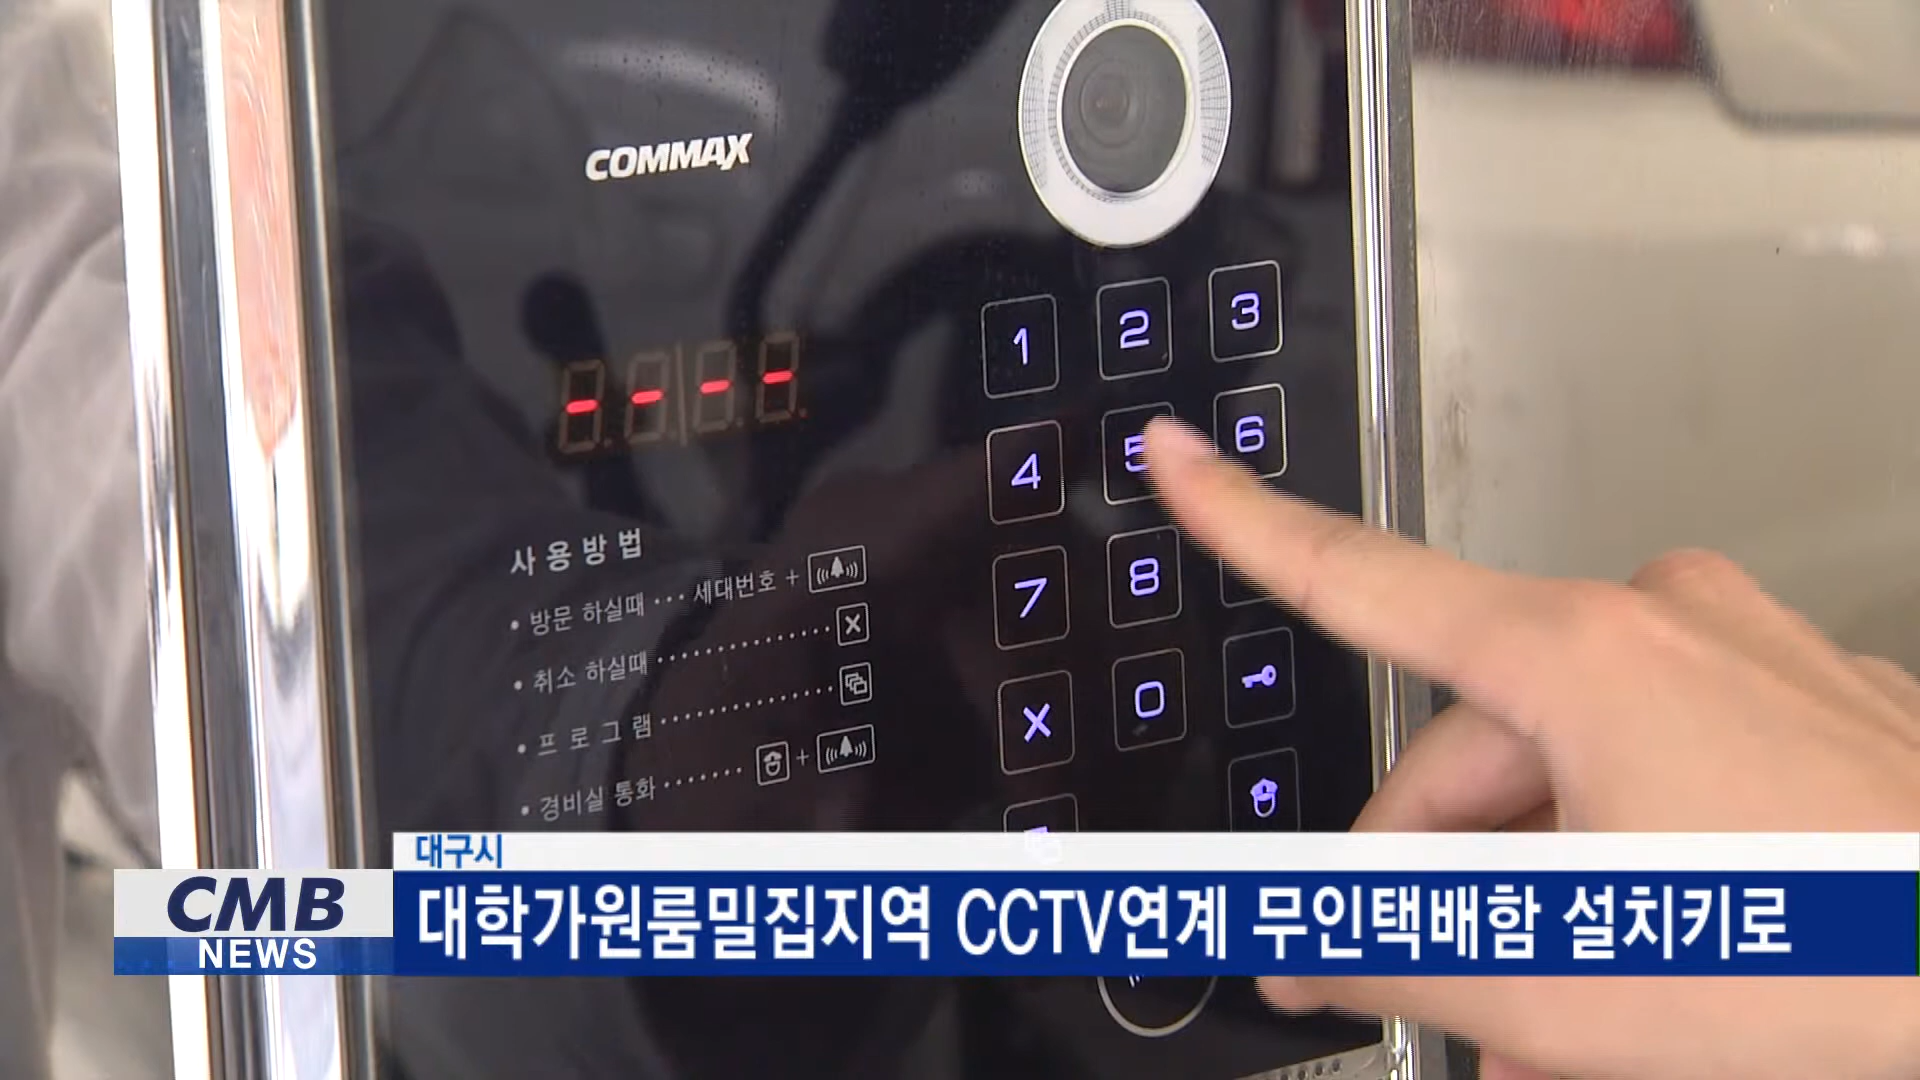 COMMAX
1 2 3
4 5 6
7 8
X 0
사용방법
• 방문 하실때 ··· 세대번호 +
• 취소 하실때 ·············· X
• 프 로 그 램 ··············
• 경비실 통화 ······· +
대구시
CMB
NEWS
대학가원룸밀집지역 CCTV연계 무인택배함 설치키로